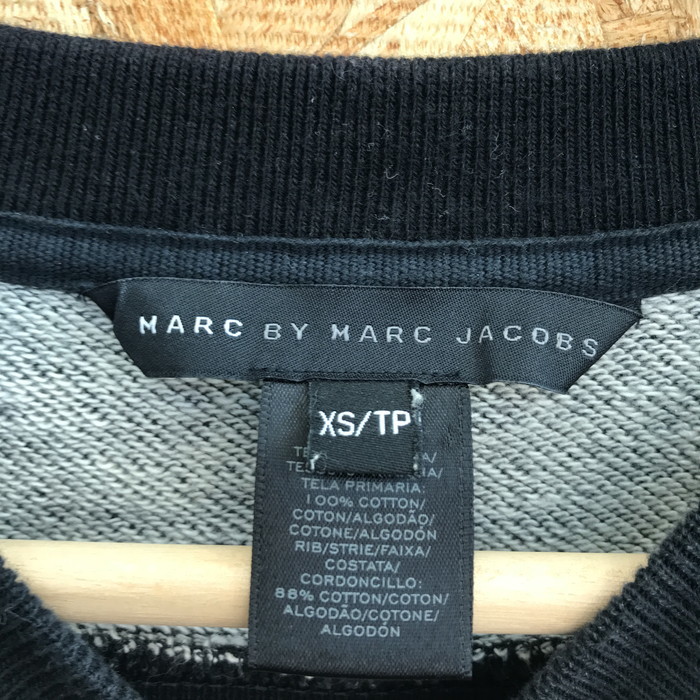 MARC BY MARC JACOBS
XS/TP
TELA PRIMARIA:
100% COTTON/
COTON/ALGODÃO/
COTONE/ALGODÓN
RIB/STRIE/FAIXA/
COSTATA/
CORDONCILLO:
88% COTTON/COTON/
ALGODÃO/COTONE/
ALGODÓN